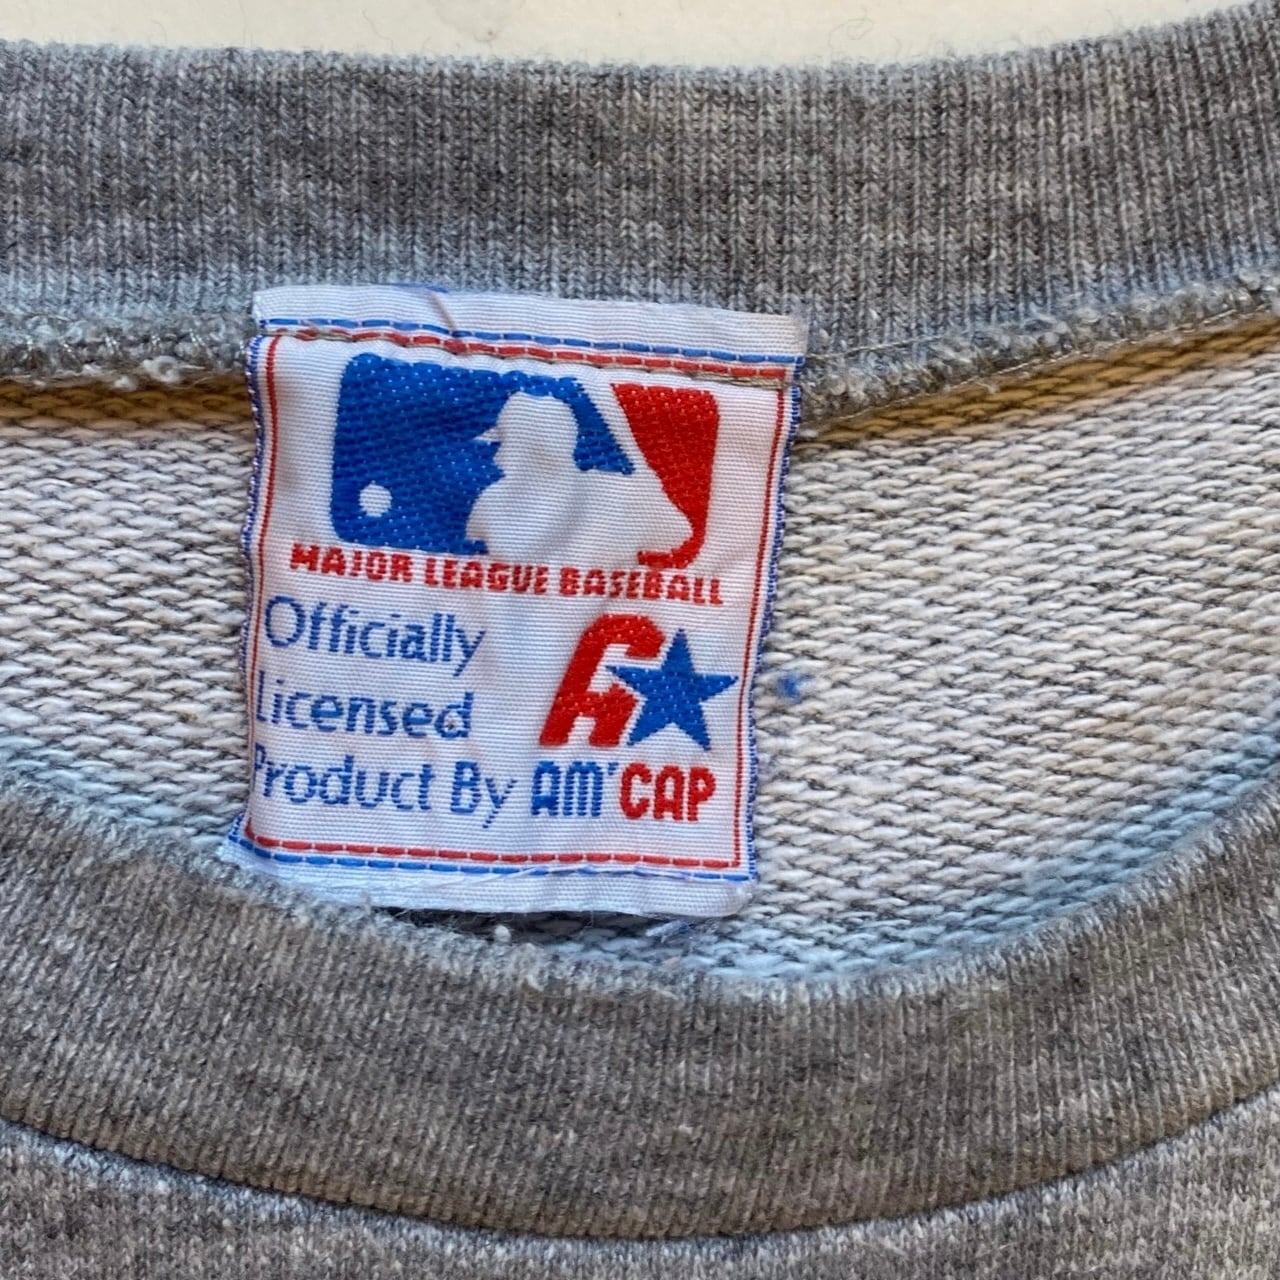 MAJOR LEAGUE BASEBALL
Officially
Licensed
Product By AM'CAP